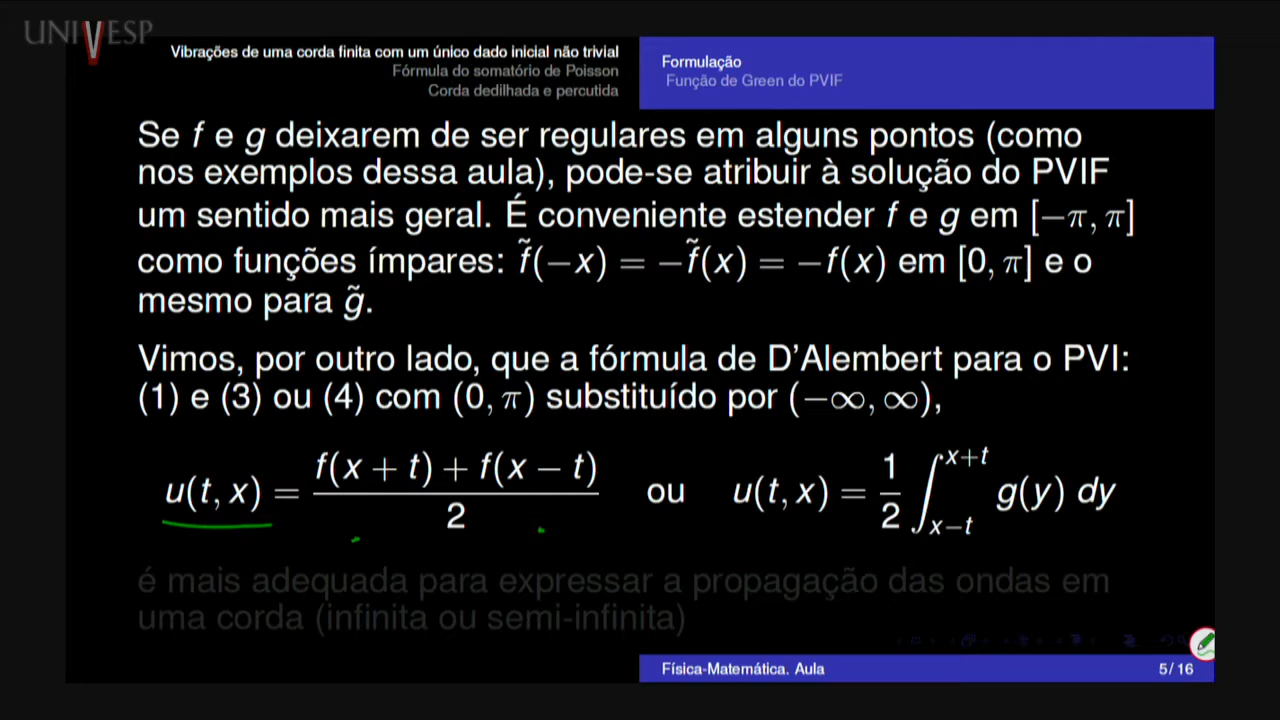 UNIVESP
Vibrações de uma corda finita com um único dado inicial não trivial
Fórmula do somatório de Poisson
Corda dedilhada e percutida
Formulação
Função de Green do PVIF
Se f e g deixarem de ser regulares em alguns pontos (como
nos exemplos dessa aula), pode-se atribuir à solução do PVIF
um sentido mais geral. É conveniente estender f e g em [−π, π]
como funções ímpares: f̃(−x) = −f̃(x) = −f(x) em [0, π] e o
mesmo para g̃.
Vimos, por outro lado, que a fórmula de D'Alembert para o PVI:
(1) e (3) ou (4) com (0, π) substituído por (−∞, ∞),
u(t, x) = (f(x + t) + f(x − t))/2 ou u(t, x) = 1/2 ∫_{x−t}^{x+t} g(y) dy
é mais adequada para expressar a propagação das ondas em
uma corda (infinita ou semi-infinita)
Física-Matemática. Aula
5/16